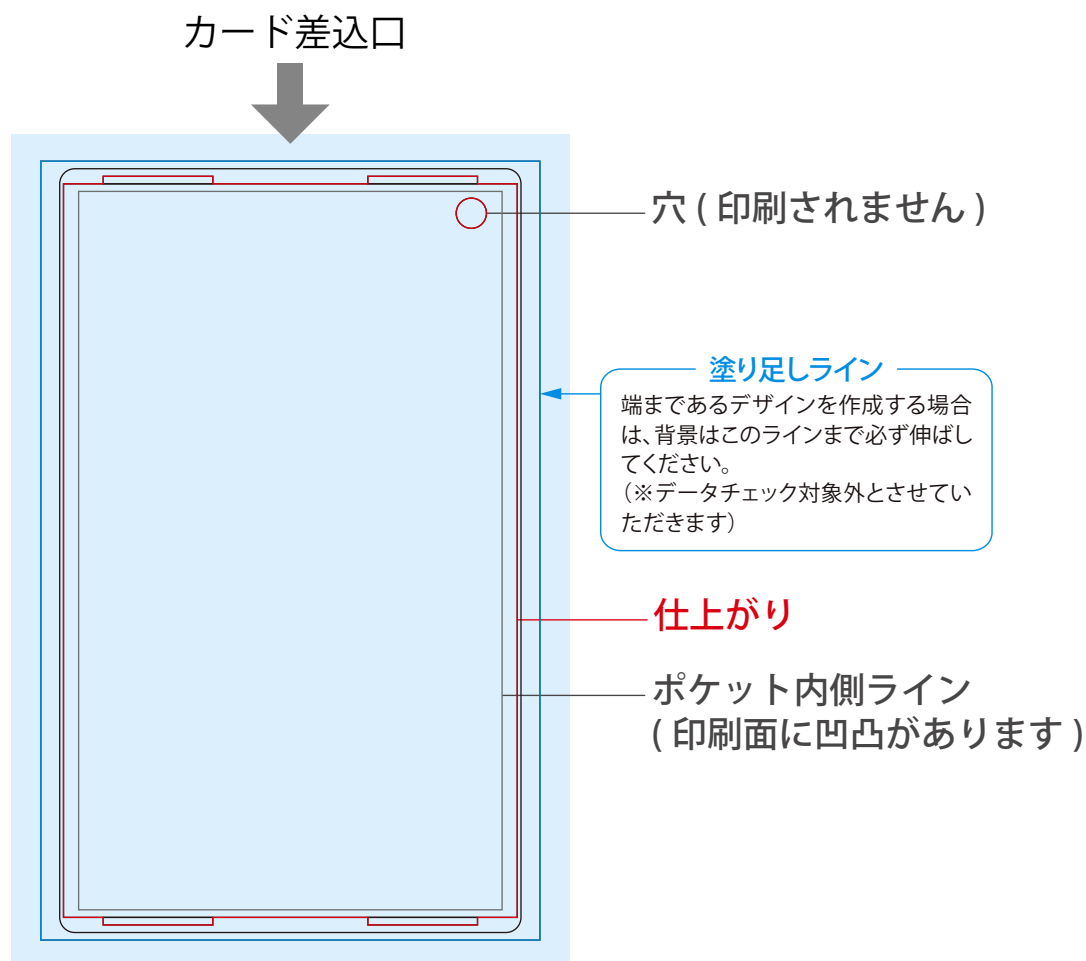 カード差込口
穴 ( 印刷されません )
塗り足しライン
端まであるデザインを作成する場合
は、背景はこのラインまで必ず伸ばし
てください。
（※データチェック対象外とさせてい
ただきます）
仕上がり
ポケット内側ライン
( 印刷面に凹凸があります )